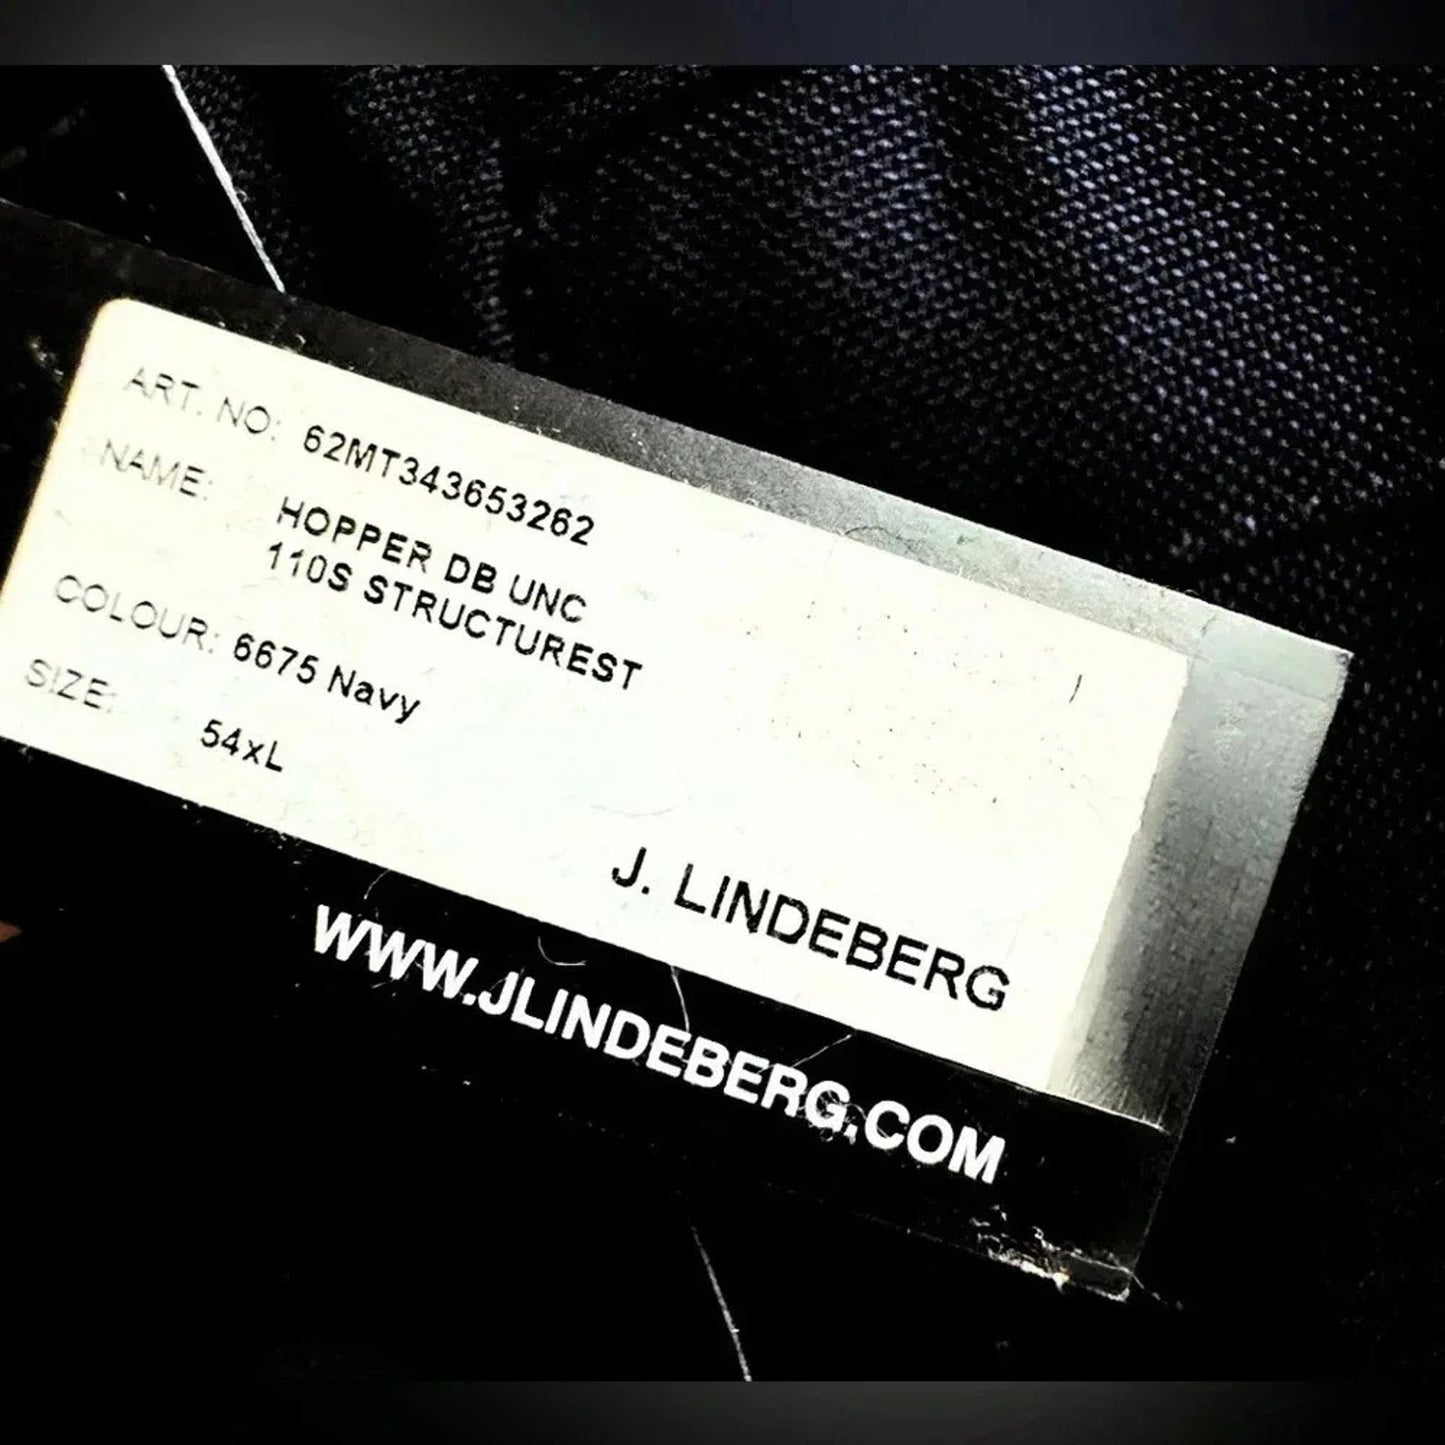 ART. NO: 62MT343653262
NAME: HOPPER DB UNC
110S STRUCTUREST
COLOUR: 6675 Navy
SIZE: 54xL
J. LINDEBERG
WWW.JLINDEBERG.COM